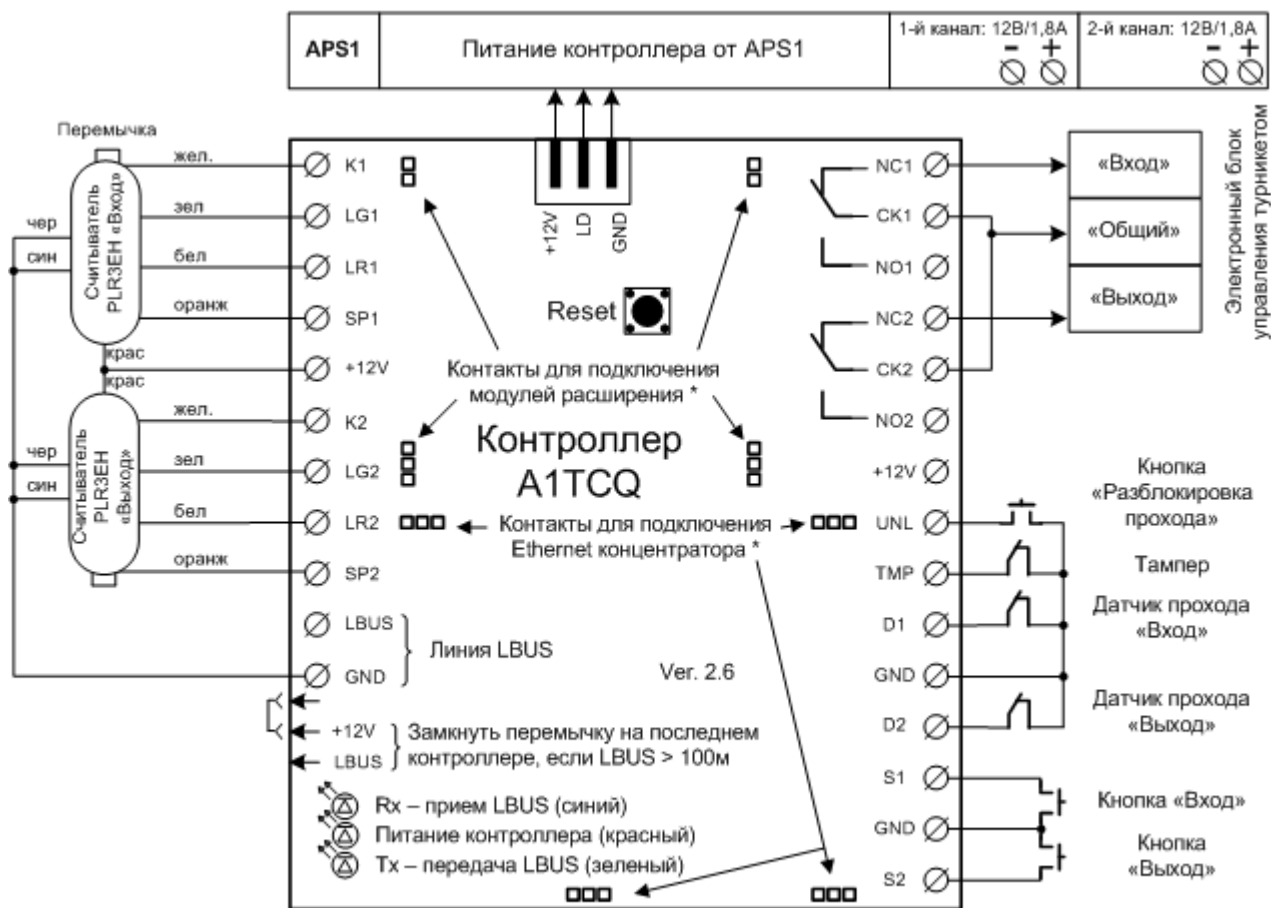 APS1
Питание контроллера от APS1
1-й канал: 12В/1,8А
- +
2-й канал: 12В/1,8А
- +
Перемычка
жел.
зел
бел
оранж
крас
крас
жел.
зел
бел
оранж
чер
син
чер
син
Считыватель
PLR3EH «Вход»
Считыватель
PLR3EH
«Выход»
K1
LG1
LR1
SP1
+12V
K2
LG2
LR2
SP2
LBUS
GND
Линия LBUS
+12V
LBUS
Замкнуть перемычку на последнем
контроллере, если LBUS > 100м
Rx – прием LBUS (синий)
Питание контроллера (красный)
Tx – передача LBUS (зеленый)
+12V
LD
GND
Reset
Контакты для подключения
модулей расширения *
Контроллер
A1TCQ
Контакты для подключения
Ethernet концентратора *
Ver. 2.6
NC1
CK1
NO1
NC2
CK2
NO2
+12V
UNL
TMP
D1
GND
D2
S1
GND
S2
«Вход»
«Общий»
«Выход»
Электронный блок
управления турникетом
Кнопка
«Разблокировка
прохода»
Тампер
Датчик прохода
«Вход»
Датчик прохода
«Выход»
Кнопка «Вход»
Кнопка
«Выход»